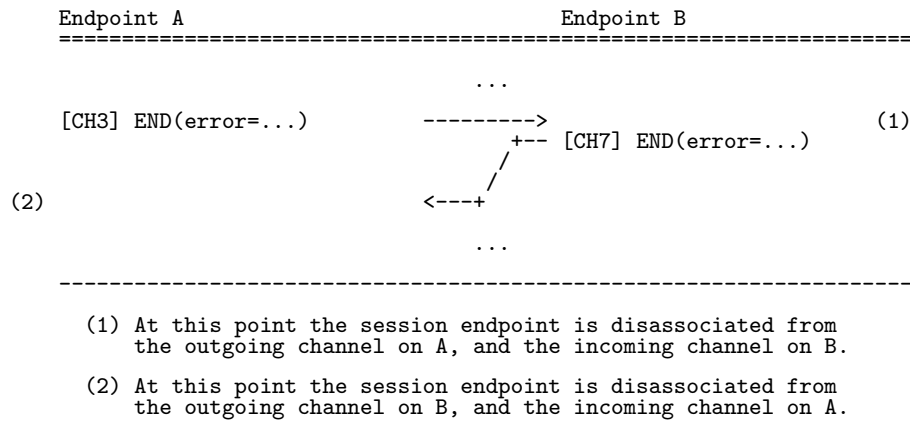 Endpoint A                                              Endpoint B
====================================================================
...
[CH3] END(error=...)         --------->                          (1)
+-- [CH7] END(error=...)
/
/
(2)                              <---+
...
--------------------------------------------------------------------
(1) At this point the session endpoint is disassociated from
the outgoing channel on A, and the incoming channel on B.
(2) At this point the session endpoint is disassociated from
the outgoing channel on B, and the incoming channel on A.